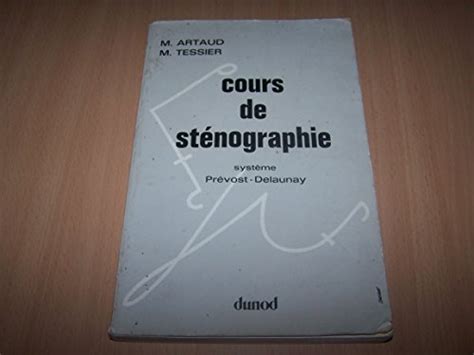 M. ARTAUD
M. TESSIER
cours
de
sténographie
système
Prévost-Delaunay
dunod